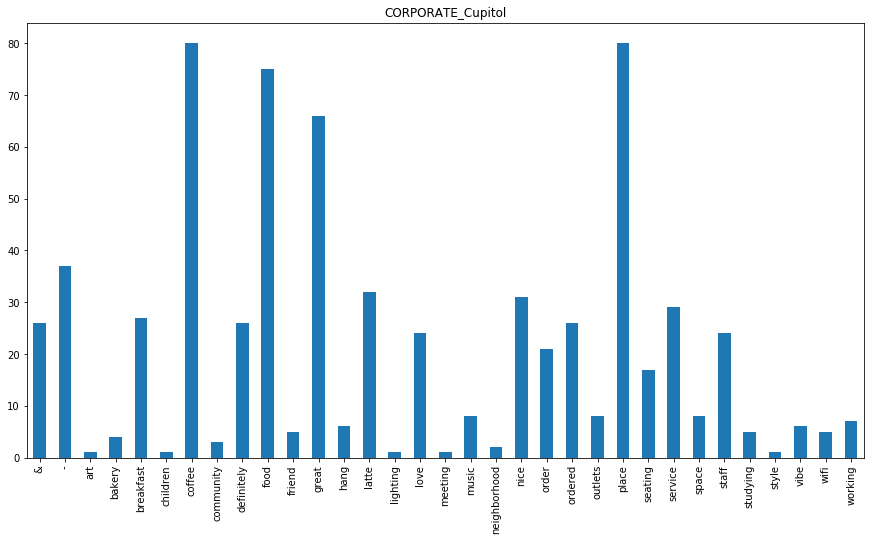 CORPORATE_Cupitol
80
70
60
50
40
30
20
10
0
&
-
art
bakery
breakfast
children
coffee
community
definitely
food
friend
great
hang
latte
lighting
love
meeting
music
neighborhood
nice
order
ordered
outlets
place
seating
service
space
staff
studying
style
vibe
wifi
working